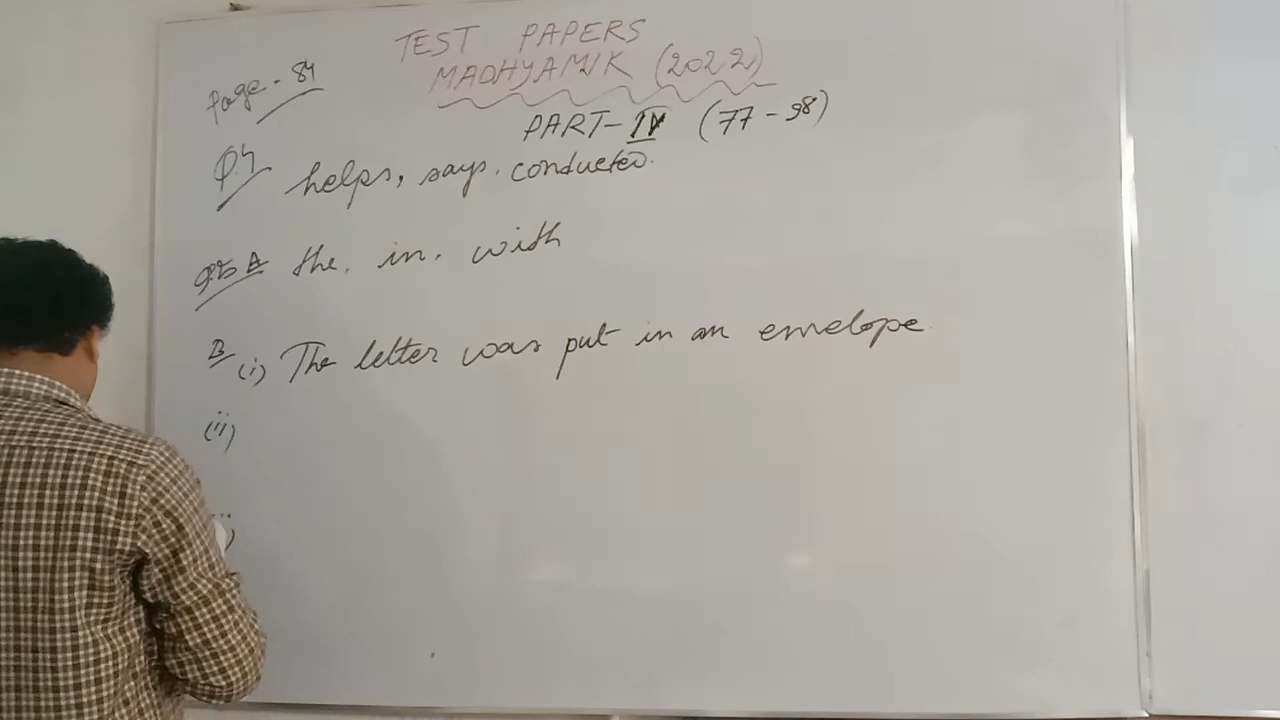 TEST PAPERS
MADHYAMIK (2022)
Page - 84
PART-IV (77-98)
Q.4 helps, says. conducted.
Q5 A the. in. with
B (i) The letter was put in an envelope.
(ii)